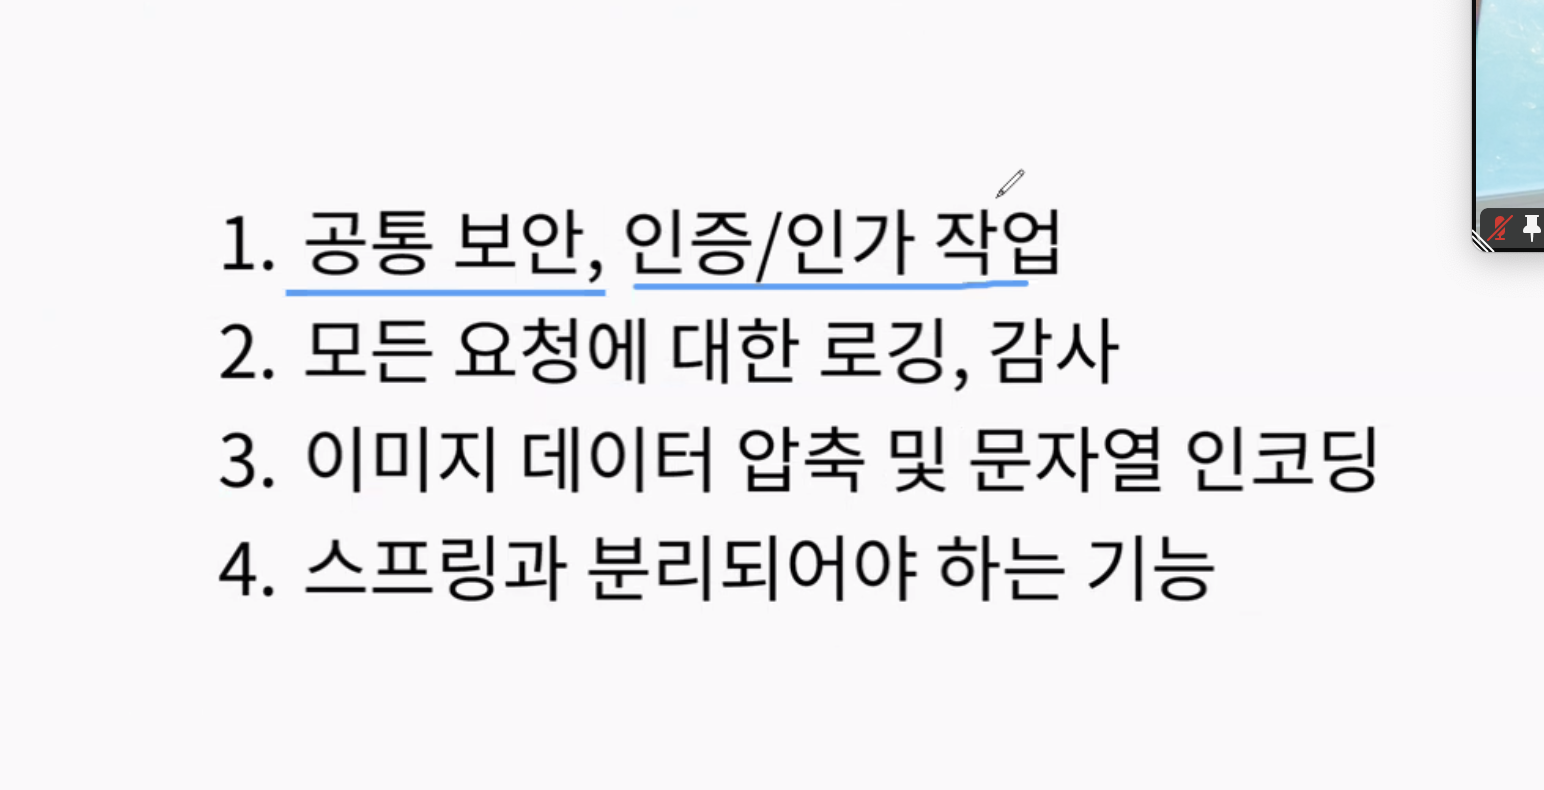 1. 공통 보안, 인증/인가 작업
2. 모든 요청에 대한 로깅, 감사
3. 이미지 데이터 압축 및 문자열 인코딩
4. 스프링과 분리되어야 하는 기능